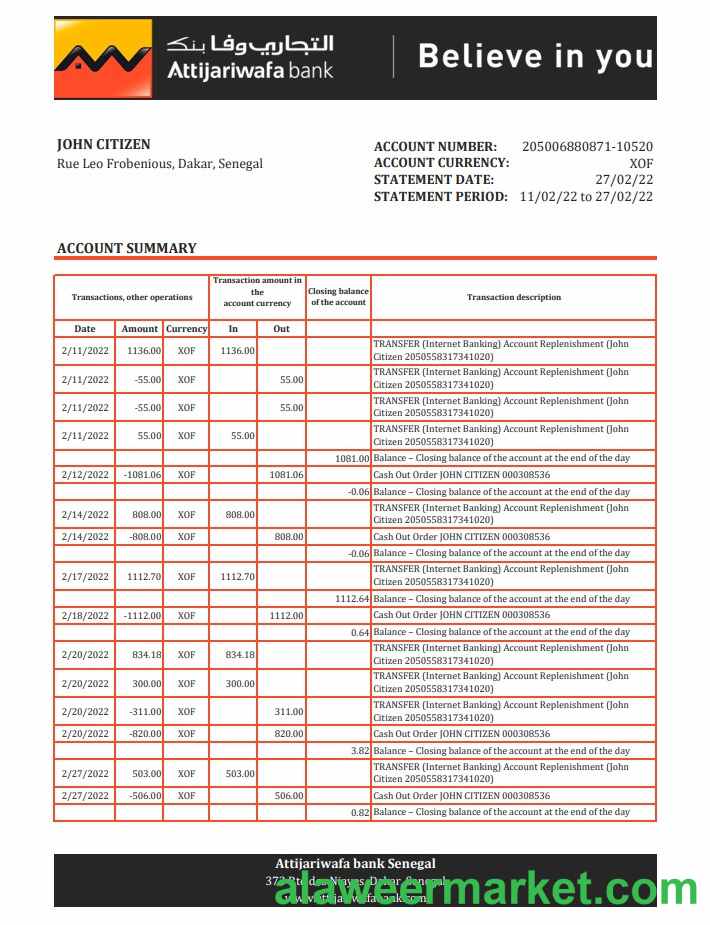 التجاري وفا بنك
Attijariwafa bank
Believe in you
JOHN CITIZEN
Rue Leo Frobenious, Dakar, Senegal
ACCOUNT NUMBER: 205006880871-10520
ACCOUNT CURRENCY: XOF
STATEMENT DATE: 27/02/22
STATEMENT PERIOD: 11/02/22 to 27/02/22
ACCOUNT SUMMARY
Transactions, other operations
Transaction amount in
the
account currency
Closing balance
of the account
Transaction description
Date Amount Currency In Out
2/11/2022 1136.00 XOF 1136.00 TRANSFER (Internet Banking) Account Replenishment (John
Citizen 2050558317341020)
2/11/2022 -55.00 XOF 55.00 TRANSFER (Internet Banking) Account Replenishment (John
Citizen 2050558317341020)
2/11/2022 -55.00 XOF 55.00 TRANSFER (Internet Banking) Account Replenishment (John
Citizen 2050558317341020)
2/11/2022 55.00 XOF 55.00 TRANSFER (Internet Banking) Account Replenishment (John
Citizen 2050558317341020)
1081.00 Balance – Closing balance of the account at the end of the day
2/12/2022 -1081.06 XOF 1081.06 Cash Out Order JOHN CITIZEN 000308536
-0.06 Balance – Closing balance of the account at the end of the day
2/14/2022 808.00 XOF 808.00 TRANSFER (Internet Banking) Account Replenishment (John
Citizen 2050558317341020)
2/14/2022 -808.00 XOF 808.00 Cash Out Order JOHN CITIZEN 000308536
-0.06 Balance – Closing balance of the account at the end of the day
2/17/2022 1112.70 XOF 1112.70 TRANSFER (Internet Banking) Account Replenishment (John
Citizen 2050558317341020)
1112.64 Balance – Closing balance of the account at the end of the day
2/18/2022 -1112.00 XOF 1112.00 Cash Out Order JOHN CITIZEN 000308536
0.64 Balance – Closing balance of the account at the end of the day
2/20/2022 834.18 XOF 834.18 TRANSFER (Internet Banking) Account Replenishment (John
Citizen 2050558317341020)
2/20/2022 300.00 XOF 300.00 TRANSFER (Internet Banking) Account Replenishment (John
Citizen 2050558317341020)
2/20/2022 -311.00 XOF 311.00 TRANSFER (Internet Banking) Account Replenishment (John
Citizen 2050558317341020)
2/20/2022 -820.00 XOF 820.00 Cash Out Order JOHN CITIZEN 000308536
3.82 Balance – Closing balance of the account at the end of the day
2/27/2022 503.00 XOF 503.00 TRANSFER (Internet Banking) Account Replenishment (John
Citizen 2050558317341020)
2/27/2022 -506.00 XOF 506.00 Cash Out Order JOHN CITIZEN 000308536
0.82 Balance – Closing balance of the account at the end of the day
Attijariwafa bank Senegal
Dakar, Senegal
alaweermarket.com